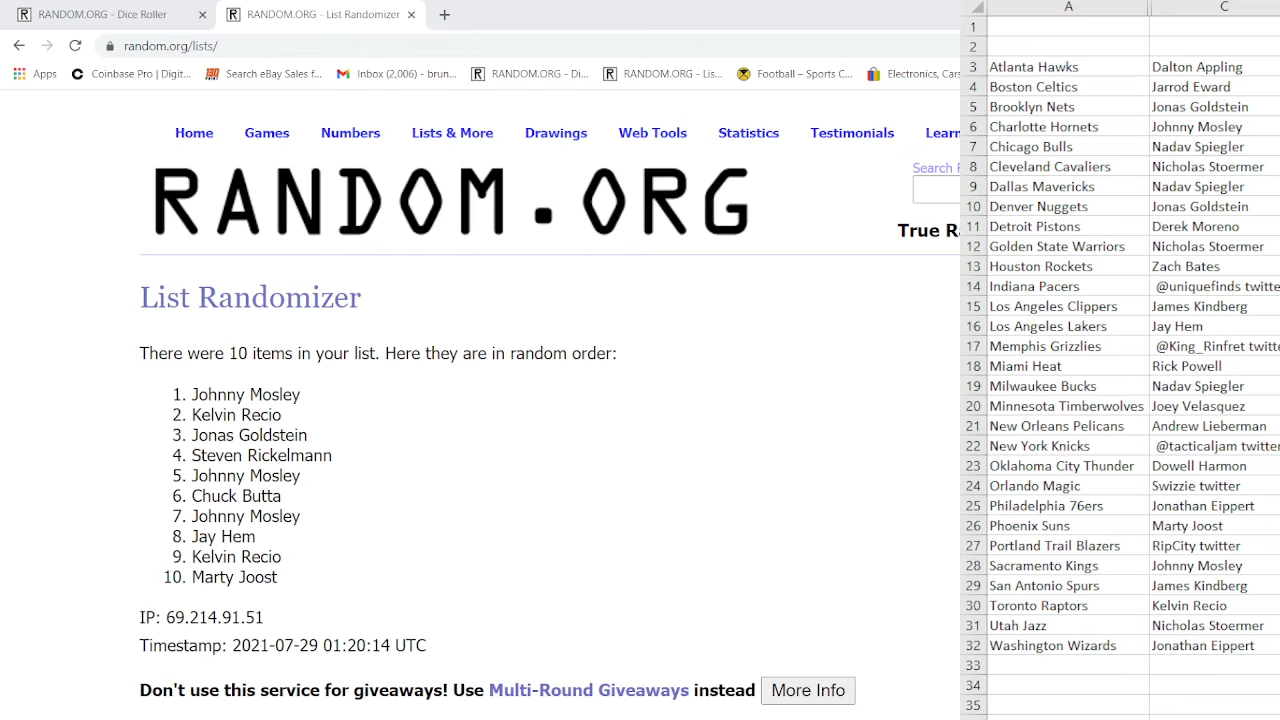 RANDOM.ORG - Dice Roller
RANDOM.ORG - List Randomizer
random.org/lists/
Apps
Coinbase Pro | Digit...
Search eBay Sales f...
Inbox (2,006) - brun...
RANDOM.ORG - Di...
RANDOM.ORG - Lis...
Football – Sports C...
Electronics, Cars
Home Games Numbers Lists & More Drawings Web Tools Statistics Testimonials Learn
RANDOM.ORG
Search
True Ra
List Randomizer
There were 10 items in your list. Here they are in random order:
1. Johnny Mosley
2. Kelvin Recio
3. Jonas Goldstein
4. Steven Rickelmann
5. Johnny Mosley
6. Chuck Butta
7. Johnny Mosley
8. Jay Hem
9. Kelvin Recio
10. Marty Joost
IP: 69.214.91.51
Timestamp: 2021-07-29 01:20:14 UTC
Don't use this service for giveaways! Use Multi-Round Giveaways instead More Info
A C
1
2
3 Atlanta Hawks Dalton Appling
4 Boston Celtics Jarrod Eward
5 Brooklyn Nets Jonas Goldstein
6 Charlotte Hornets Johnny Mosley
7 Chicago Bulls Nadav Spiegler
8 Cleveland Cavaliers Nicholas Stoermer
9 Dallas Mavericks Nadav Spiegler
10 Denver Nuggets Jonas Goldstein
11 Detroit Pistons Derek Moreno
12 Golden State Warriors Nicholas Stoermer
13 Houston Rockets Zach Bates
14 Indiana Pacers @uniquefinds twitte
15 Los Angeles Clippers James Kindberg
16 Los Angeles Lakers Jay Hem
17 Memphis Grizzlies @King_Rinfret twitte
18 Miami Heat Rick Powell
19 Milwaukee Bucks Nadav Spiegler
20 Minnesota Timberwolves Joey Velasquez
21 New Orleans Pelicans Andrew Lieberman
22 New York Knicks @tacticaljam twitter
23 Oklahoma City Thunder Dowell Harmon
24 Orlando Magic Swizzie twitter
25 Philadelphia 76ers Jonathan Eippert
26 Phoenix Suns Marty Joost
27 Portland Trail Blazers RipCity twitter
28 Sacramento Kings Johnny Mosley
29 San Antonio Spurs James Kindberg
30 Toronto Raptors Kelvin Recio
31 Utah Jazz Nicholas Stoermer
32 Washington Wizards Jonathan Eippert
33
34
35